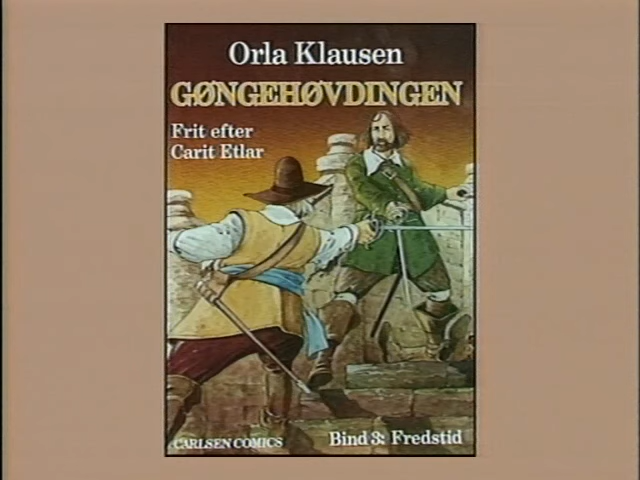 Orla Klausen
GØNGEHØVDINGEN
Frit efter
Carit Etlar
CARLSEN COMICS
Bind 3: Fredstid